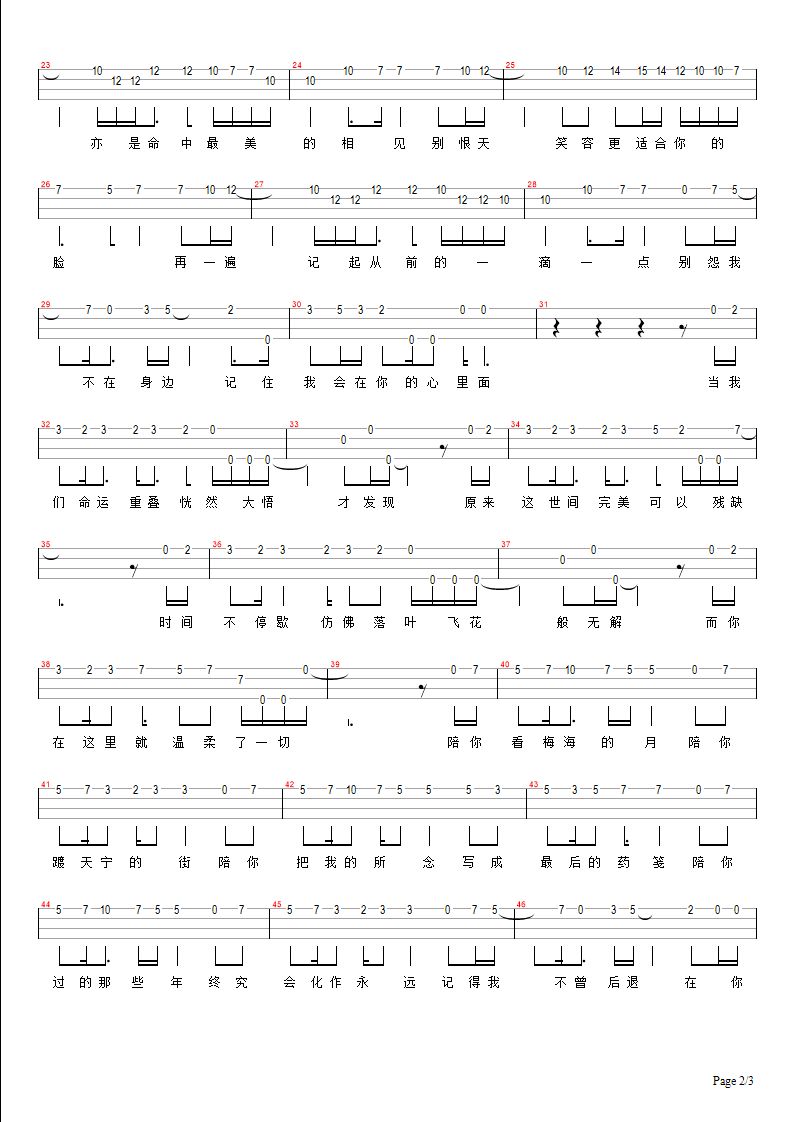 23 24 25
10 12 12 10 7 7 10 7 7 7 10 12 10 12 14 15 14 12 10 10 7
12 12 10 10
亦 是 命 中 最 美 的 相 见 别 恨 天 笑 容 更 适 合 你 的
26 27 28
7 5 7 7 10 12 10 12 12 10 10 7 7 0 7 5
12 12 12 12 10 10
脸 再 一 遍 记 起 从 前 的 一 滴 一 点 别 怨 我
29 30 31
7 0 3 5 2 3 5 3 2 0 0 0 2
0 0 0
不 在 身 边 记 住 我 会 在 你 的 心 里 面 当 我
32 33 34
3 2 3 2 3 2 0 0 0 2 3 2 3 2 3 5 2 7
0
0 0 0 0 0 0
们 命 运 重 叠 恍 然 大 悟 才 发 现 原 来 这 世 间 完 美 可 以 残 缺
35 36 37
0 2 3 2 3 2 3 2 0 0 0 2
0
0 0 0 0
时 间 不 停 歇 仿 佛 落 叶 飞 花 般 无 解 而 你
38 39 40
3 2 3 7 5 7 0 0 7 5 7 10 7 5 5 0 7
7
0 0
在 这 里 就 温 柔 了 一 切 陪 你 看 梅 海 的 月 陪 你
41 42 43
5 7 3 2 3 3 0 7 5 7 10 7 5 5 5 3 5 3 5 7 7 0 7
踱 天 宁 的 街 陪 你 把 我 的 所 念 写 成 最 后 的 药 笺 陪 你
44 45 46
5 7 10 7 5 5 0 7 5 7 3 2 3 3 0 7 5 7 0 3 5 2 0 0
过 的 那 些 年 终 究 会 化 作 永 远 记 得 我 不 曾 后 退 在 你
Page 2/3